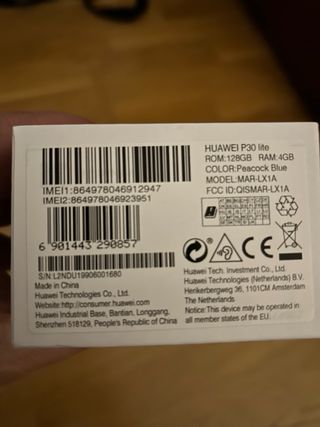 HUAWEI P30 lite
ROM:128GB RAM:4GB
COLOR:Peacock Blue
MODEL:MAR-LX1A
FCC ID:QISMAR-LX1A
IMEI1:864978046912947
IMEI2:864978046923951
6 901443 290857
S/N:L2NDU19906001680
Made in China
Huawei Technologies Co., Ltd.
Website:http://consumer.huawei.com
Huawei Industrial Base, Bantian, Longgang,
Shenzhen 518129, People's Republic of China
CE
Huawei Tech. Investment Co., Ltd.
Huawei Technologies (Netherlands) B.V.
Herikerbergweg 36, 1101CM Amsterdam
The Netherlands
Notice:This device may be operated in
all member states of the EU.